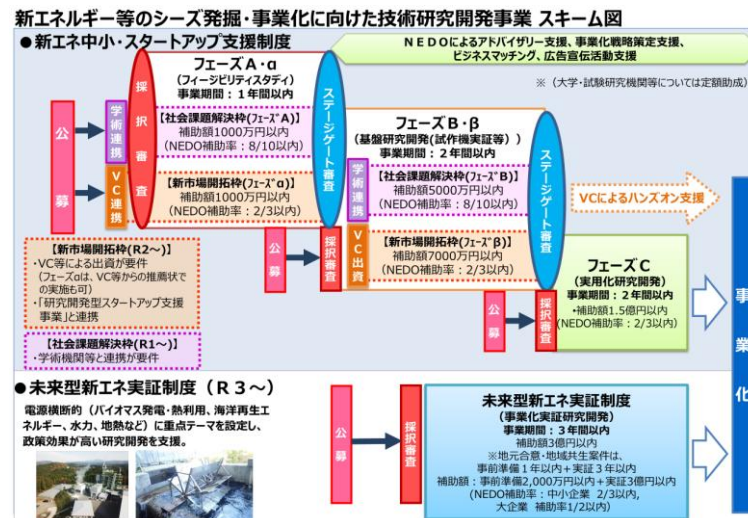 新エネルギー等のシーズ発掘・事業化に向けた技術研究開発事業 スキーム図
●新エネ中小・スタートアップ支援制度
NEDOによるアドバイザリー支援、事業化戦略策定支援、
ビジネスマッチング、広告宣伝活動支援
※(大学・試験研究機関等については定額助成)
公募
学術連携
VC連携
採択審査
フェーズA・α
(フィージビリティスタディ)
事業期間:1年間以内
【社会課題解決枠(フェーズA)】
補助額1000万円以内
(NEDO補助率:8/10以内)
【新市場開拓枠(フェーズα)】
補助額1000万円以内
(NEDO補助率:2/3以内)
ステージゲート審査
公募
採択審査
学術連携
VC出資
フェーズB・β
(基盤研究開発(試作機実証等))
事業期間:2年間以内
【社会課題解決枠(フェーズB)】
補助額5000万円以内
(NEDO補助率:8/10以内)
【新市場開拓枠(フェーズβ)】
補助額7000万円以内
(NEDO補助率:2/3以内)
ステージゲート審査
VCによるハンズオン支援
公募
採択審査
フェーズC
(実用化研究開発)
事業期間:2年間以内
・補助額1.5億円以内
(NEDO補助率:2/3以内)
事業化
【新市場開拓枠(R2~)】
・VC等による出資が要件
(フェーズαは、VC等からの推薦状で
の実施も可)
・「研究開発型スタートアップ支援
事業」と連携
【社会課題解決枠(R1~)】
・学術機関等と連携が要件
●未来型新エネ実証制度(R3~)
電源横断的(バイオマス発電・熱利用、海洋再生エ
ネルギー、水力、地熱など)に重点テーマを設定し、
政策効果が高い研究開発を支援。
公募
採択審査
未来型新エネ実証制度
(事業化実証研究開発)
事業期間:3年間以内
補助額3億円以内
※地元合意・地域共生案件は、
事前準備1年以内+実証3年以内
補助額:事前準備2,000万円以内+実証3億円以内
(NEDO補助率:中小企業 2/3以内,
大企業 補助率1/2以内)